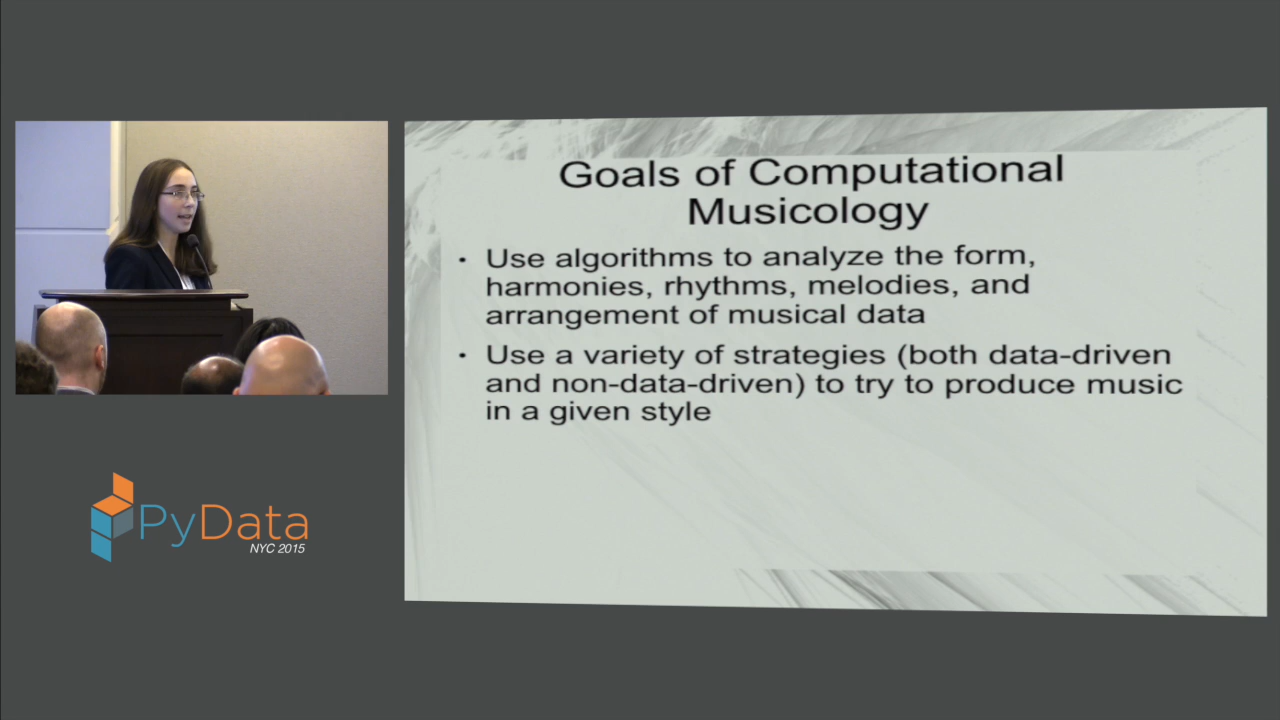 Goals of Computational
Musicology
• Use algorithms to analyze the form,
harmonies, rhythms, melodies, and
arrangement of musical data
• Use a variety of strategies (both data-driven
and non-data-driven) to try to produce music
in a given style
PyData
NYC 2015